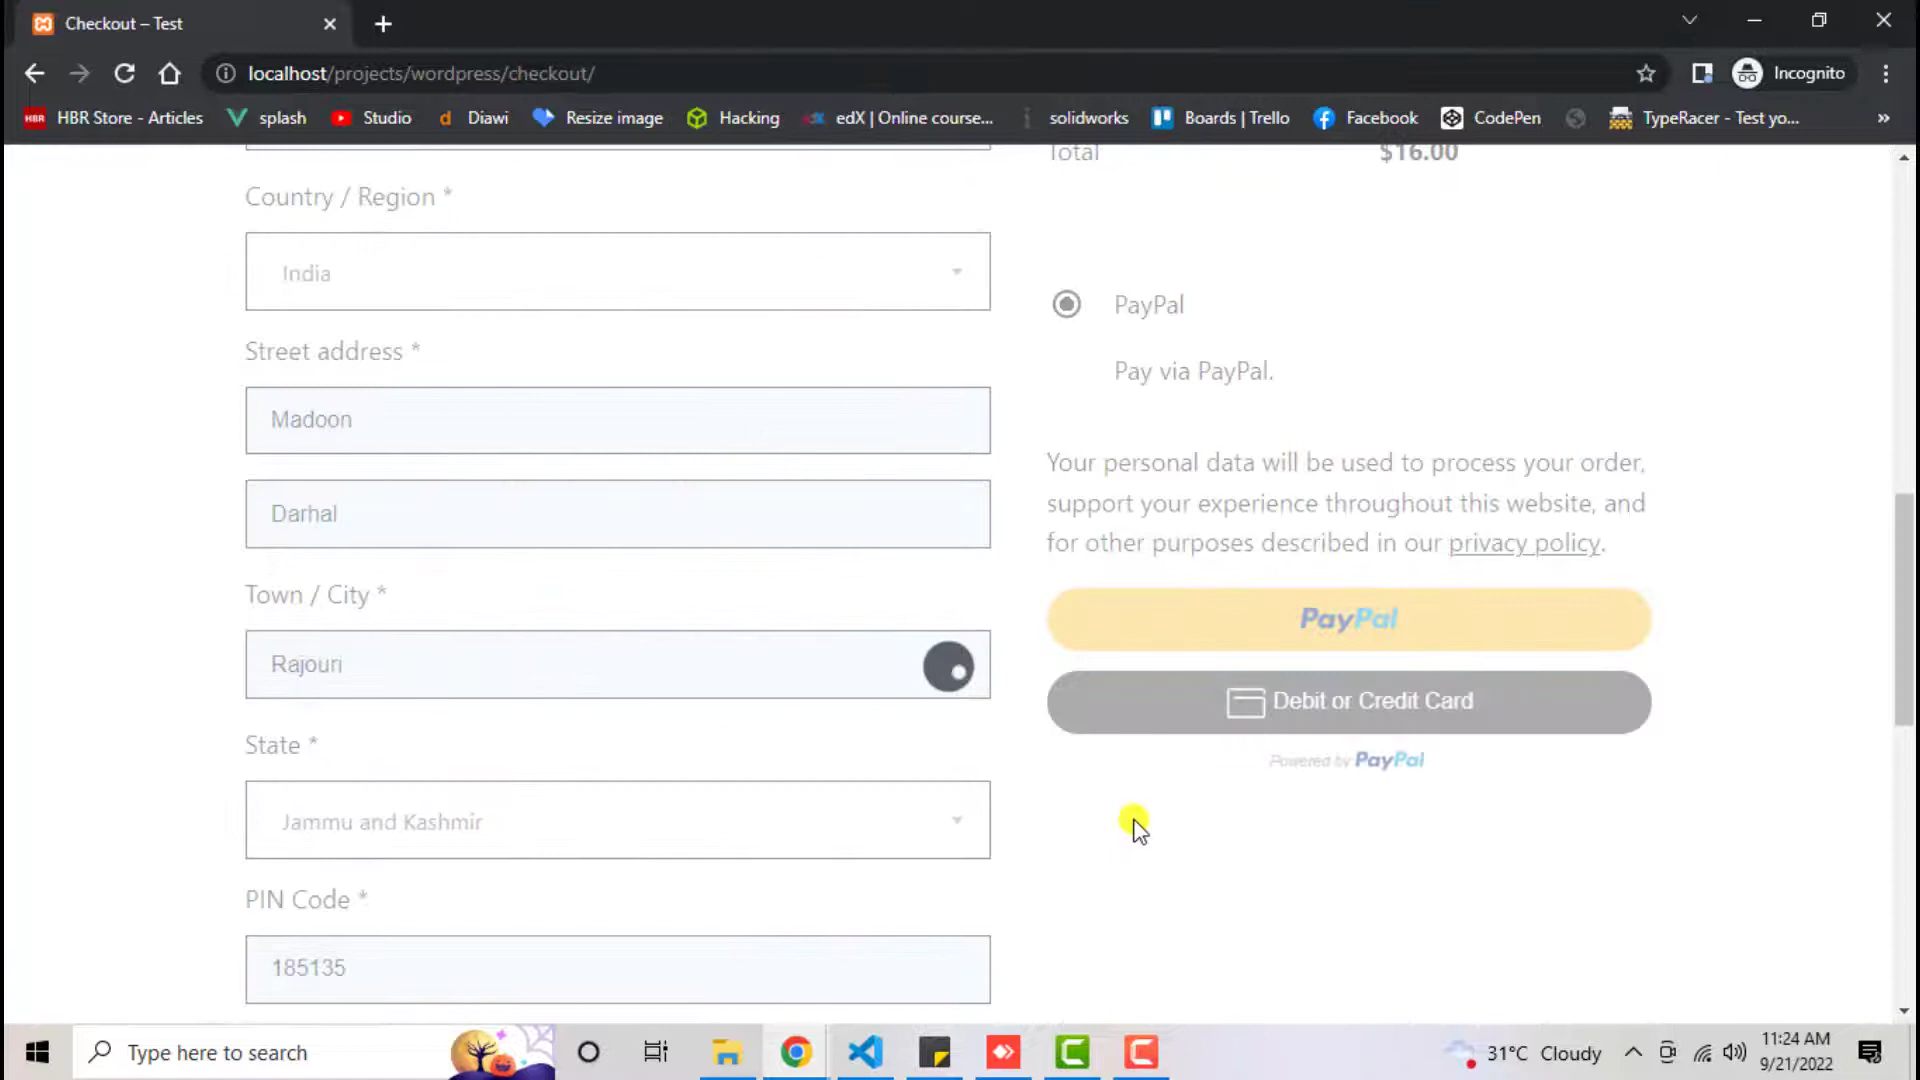 Checkout – Test
localhost/projects/wordpress/checkout/
Incognito
HBR Store - Articles
splash
Studio
Diawi
Resize image
Hacking
edX | Online course...
solidworks
Boards | Trello
Facebook
CodePen
TypeRacer - Test yo...
»
Total $16.00
Country / Region *
India
Street address *
Madoon
Darhal
Town / City *
Rajouri
State *
Jammu and Kashmir
PIN Code *
185135
PayPal
Pay via PayPal.
Your personal data will be used to process your order,
support your experience throughout this website, and
for other purposes described in our privacy policy.
PayPal
Debit or Credit Card
Powered by PayPal
Type here to search
31°C Cloudy
11:24 AM
9/21/2022